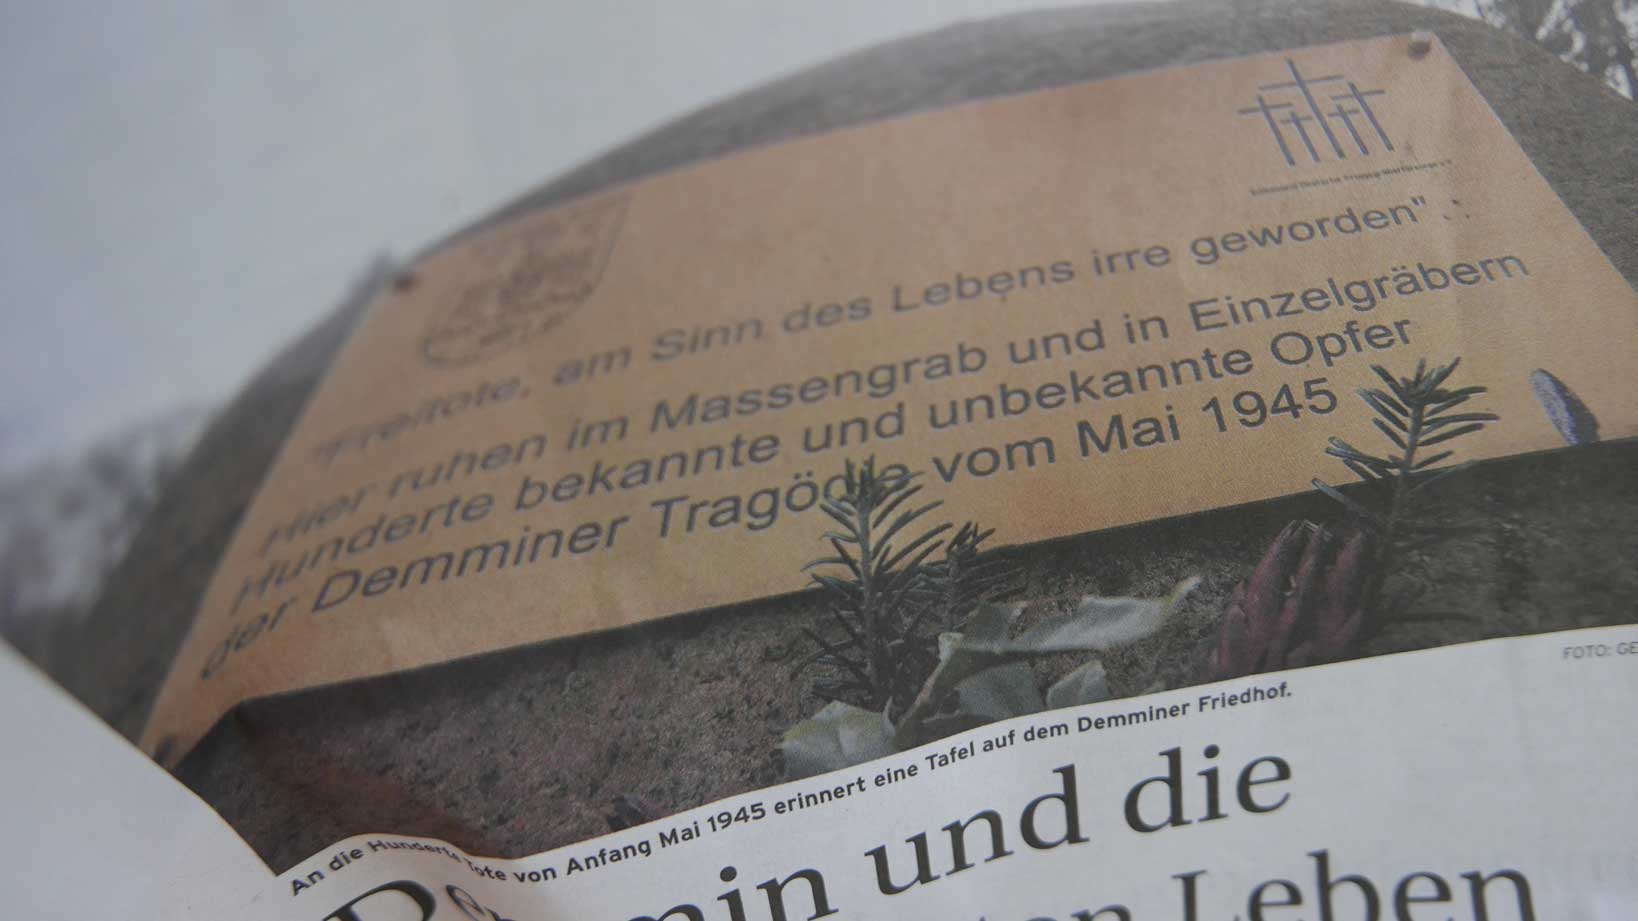 "Freitote, am Sinn des Lebens irre geworden"
Hier ruhen im Massengrab und in Einzelgräbern
Hunderte bekannte und unbekannte Opfer
der Demminer Tragödie vom Mai 1945
FOTO: GE
An die Hunderte Tote von Anfang Mai 1945 erinnert eine Tafel auf dem Demminer Friedhof.
Demmin und die
Leben